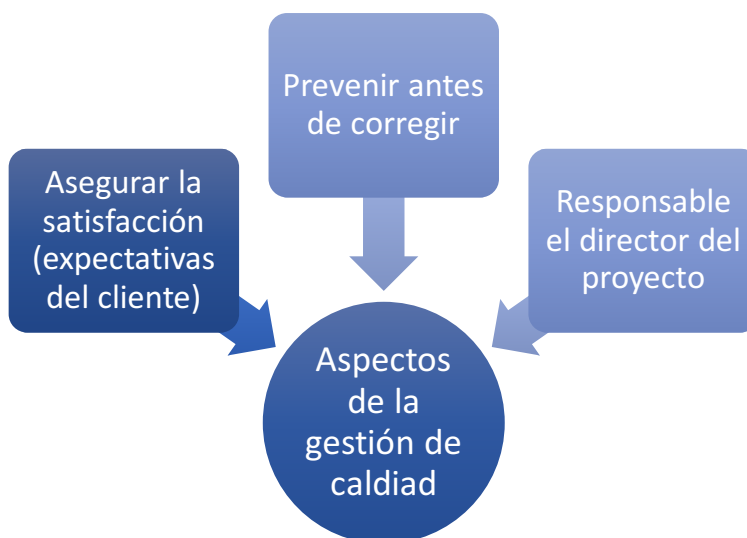 Prevenir antes
de corregir
Asegurar la
satisfacción
(expectativas
del cliente)
Responsable
el director del
proyecto
Aspectos
de la
gestión de
caldiad